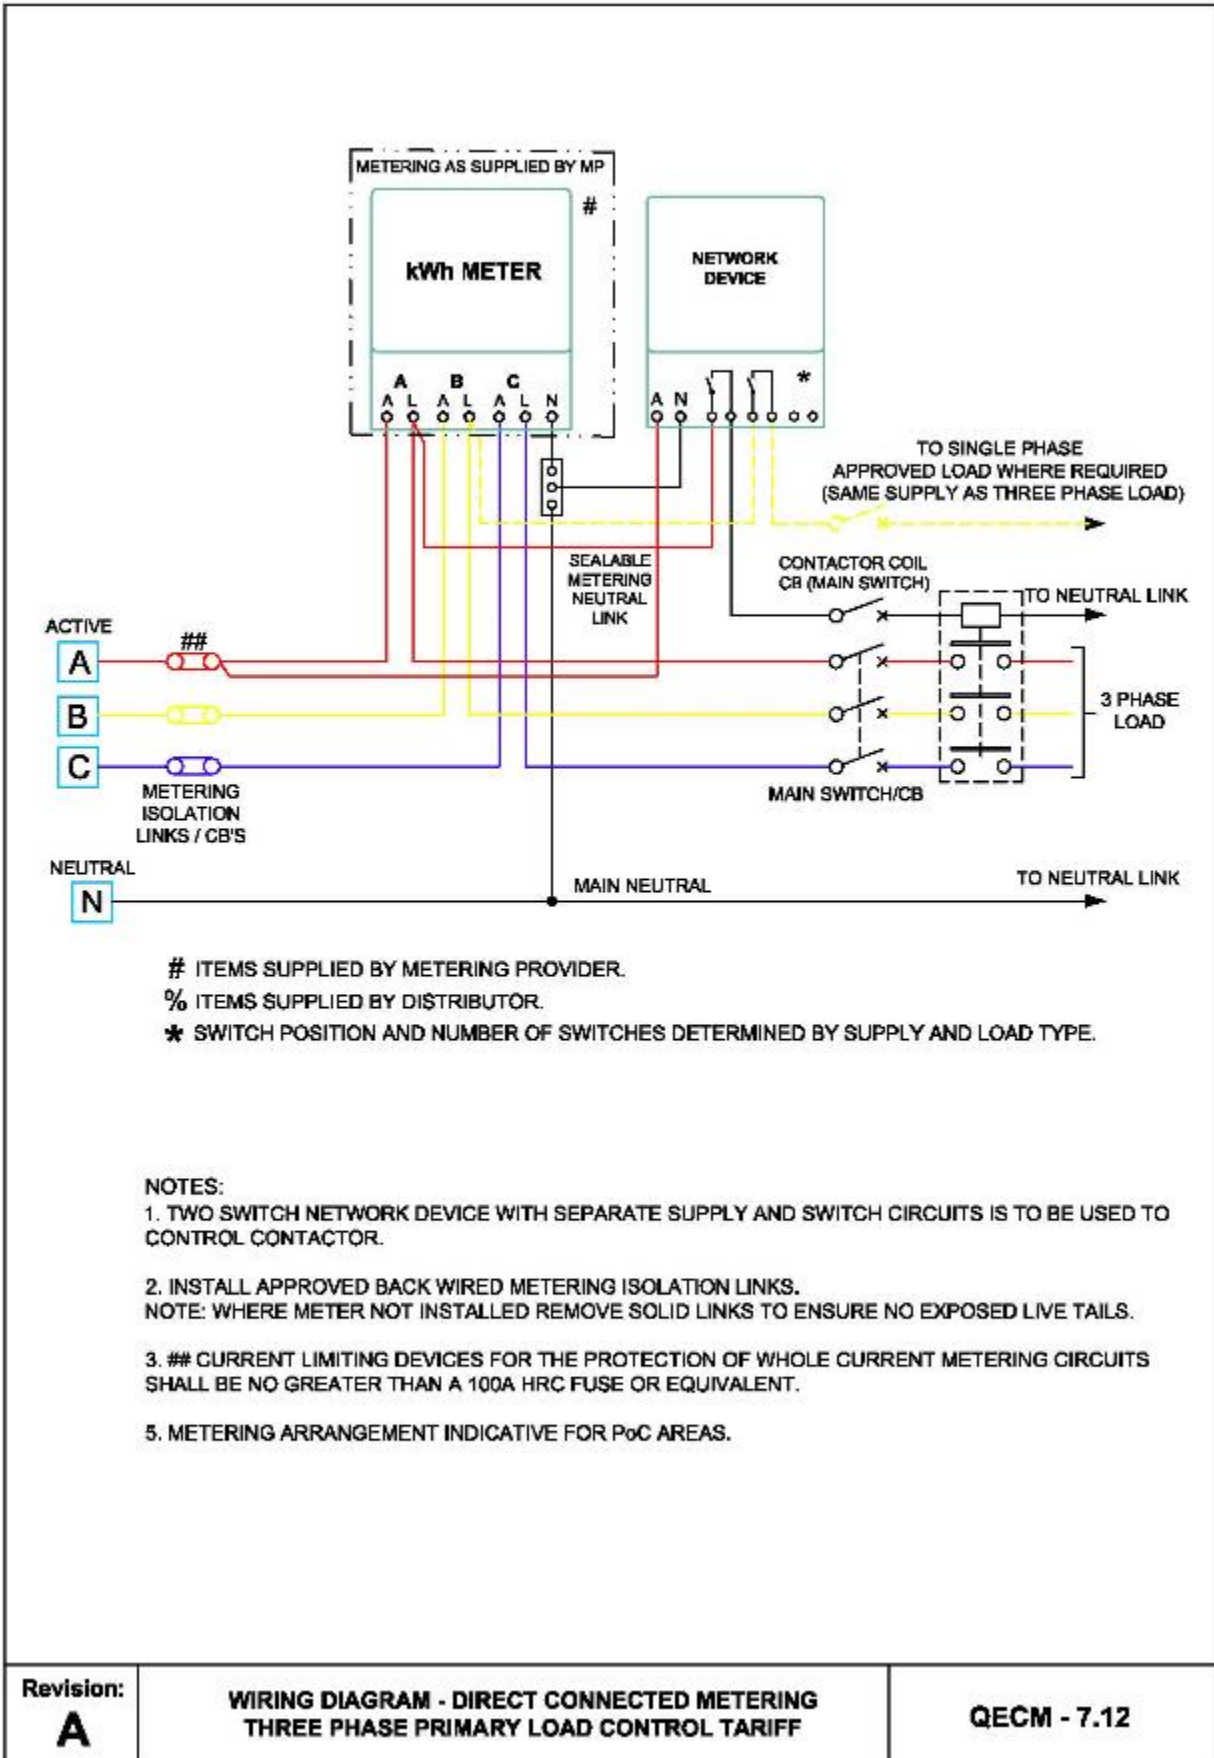 METERING AS SUPPLIED BY MP
#
kWh METER
NETWORK
DEVICE
A B C
A L A L A L N
A N
*
TO SINGLE PHASE
APPROVED LOAD WHERE REQUIRED
(SAME SUPPLY AS THREE PHASE LOAD)
SEALABLE
METERING
NEUTRAL
LINK
CONTACTOR COIL
CB (MAIN SWITCH)
TO NEUTRAL LINK
ACTIVE
##
A
B
C
3 PHASE
LOAD
METERING
ISOLATION
LINKS / CB'S
MAIN SWITCH/CB
NEUTRAL
N
MAIN NEUTRAL
TO NEUTRAL LINK
# ITEMS SUPPLIED BY METERING PROVIDER.
% ITEMS SUPPLIED BY DISTRIBUTOR.
* SWITCH POSITION AND NUMBER OF SWITCHES DETERMINED BY SUPPLY AND LOAD TYPE.
NOTES:
1. TWO SWITCH NETWORK DEVICE WITH SEPARATE SUPPLY AND SWITCH CIRCUITS IS TO BE USED TO
CONTROL CONTACTOR.
2. INSTALL APPROVED BACK WIRED METERING ISOLATION LINKS.
NOTE: WHERE METER NOT INSTALLED REMOVE SOLID LINKS TO ENSURE NO EXPOSED LIVE TAILS.
3. ## CURRENT LIMITING DEVICES FOR THE PROTECTION OF WHOLE CURRENT METERING CIRCUITS
SHALL BE NO GREATER THAN A 100A HRC FUSE OR EQUIVALENT.
5. METERING ARRANGEMENT INDICATIVE FOR PoC AREAS.
Revision:
A
WIRING DIAGRAM - DIRECT CONNECTED METERING
THREE PHASE PRIMARY LOAD CONTROL TARIFF
QECM - 7.12